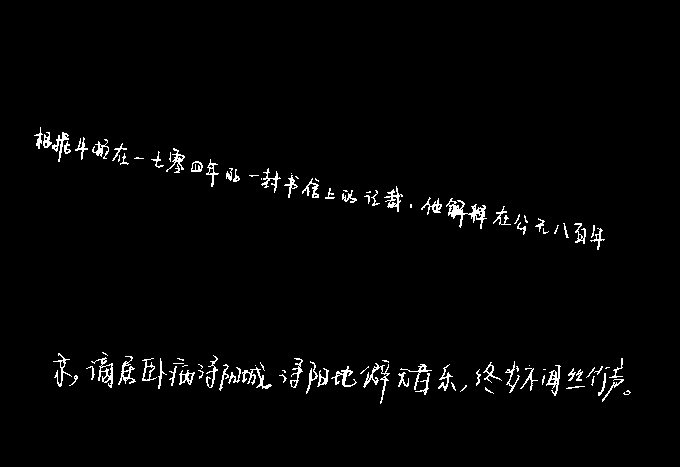 根据牛顿在一七零四年的一封书信上的记载，他解释在公元八百年
京，谪居卧病浔阳城。浔阳地僻无音乐，终岁不闻丝竹声。